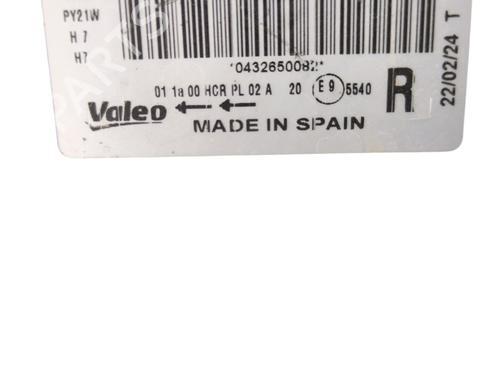 PY21W
H 7
H7
*0432650082*
01 1a 00 HCR PL 02 A 20 E9 5540
R
Valeo
MADE IN SPAIN
22/02/24 T